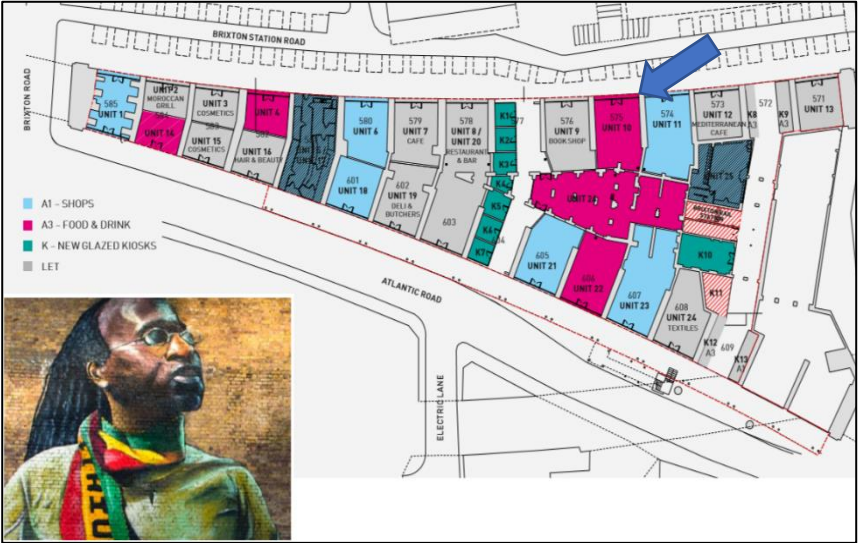 BRIXTON STATION ROAD
BRIXTON ROAD
585
UNIT 1
UNIT 2
MOROCCAN
GRILL
UNIT 14
UNIT 3
COSMETICS
UNIT 15
COSMETICS
UNIT 4
UNIT 16
HAIR & BEAUTY
580
UNIT 6
601
UNIT 18
579
UNIT 7
CAFE
602
UNIT 19
DELI &
BUTCHERS
578
UNIT 8 /
UNIT 20
RESTAURANT
& BAR
603
K1
K2
K3
K4
K5
K6
K7
576
UNIT 9
BOOK SHOP
575
UNIT 10
574
UNIT 11
573
UNIT 12
MEDITERRANEAN
CAFE
572
K8
A3
K9
A3
571
UNIT 13
UNIT 25
605
UNIT 21
606
UNIT 22
607
UNIT 23
608
UNIT 24
TEXTILES
K10
K11
K12
A3
609
K13
A1 – SHOPS
A3 – FOOD & DRINK
K – NEW GLAZED KIOSKS
LET
ATLANTIC ROAD
ELECTRIC LANE